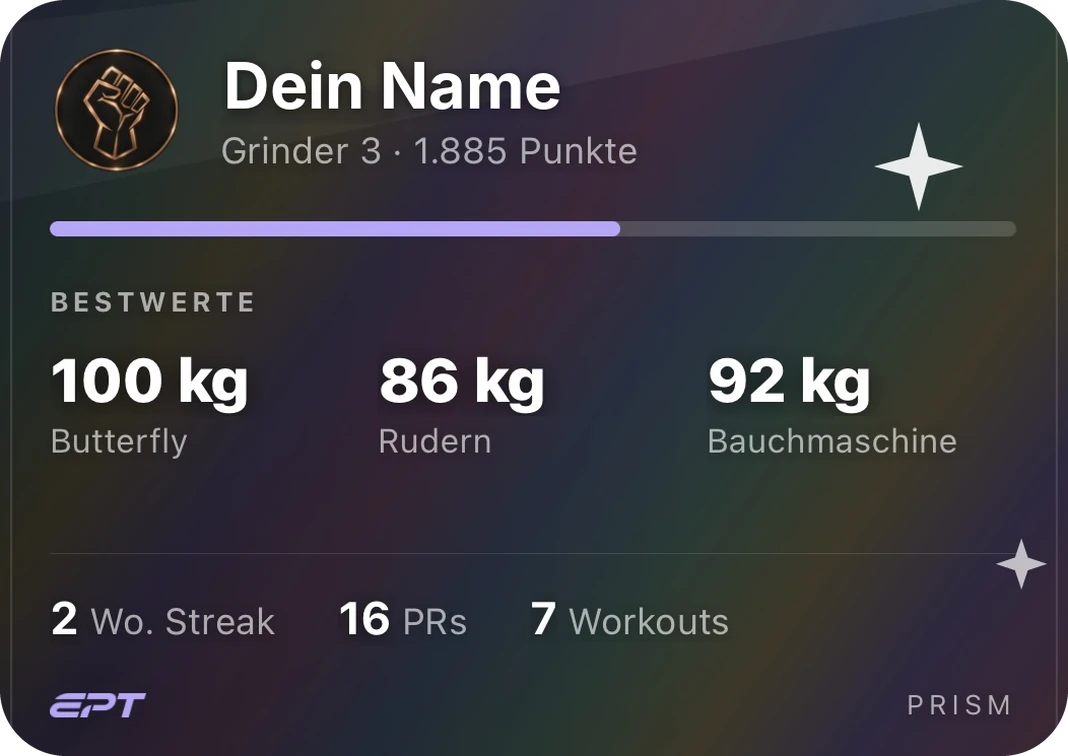 Dein Name
Grinder 3 · 1.885 Punkte
BESTWERTE
100 kg 86 kg 92 kg
Butterfly Rudern Bauchmaschine
2 Wo. Streak 16 PRs 7 Workouts
EPT PRISM